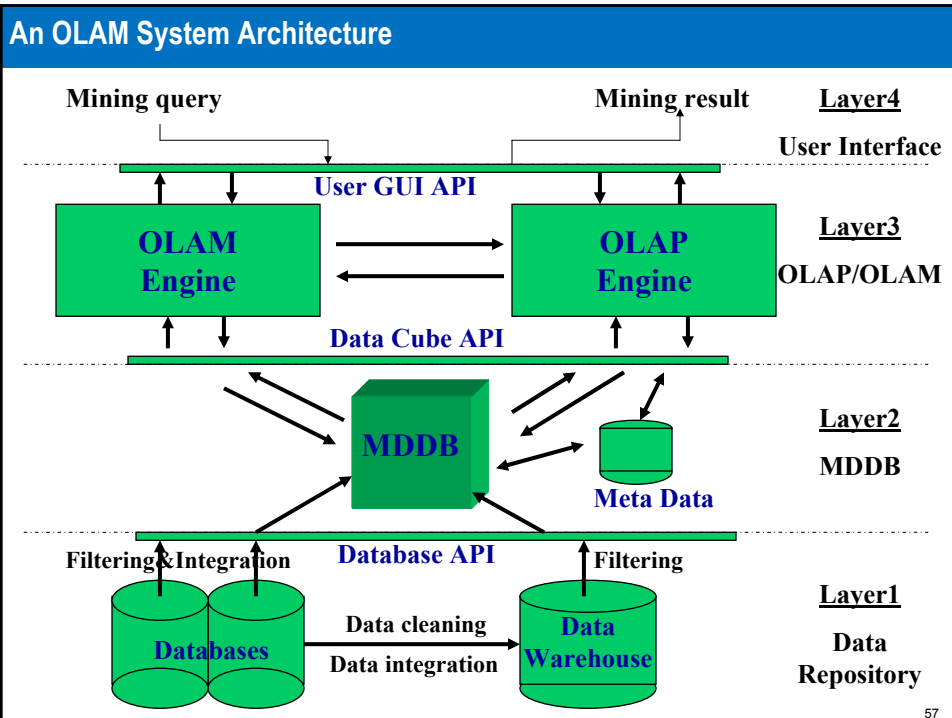 An OLAM System Architecture
Mining query
Mining result
Layer4
User Interface
User GUI API
OLAM
Engine
OLAP
Engine
Layer3
OLAP/OLAM
Data Cube API
MDDB
Meta Data
Layer2
MDDB
Filtering&Integration
Database API
Filtering
Databases
Data cleaning
Data integration
Data
Warehouse
Layer1
Data
Repository
57